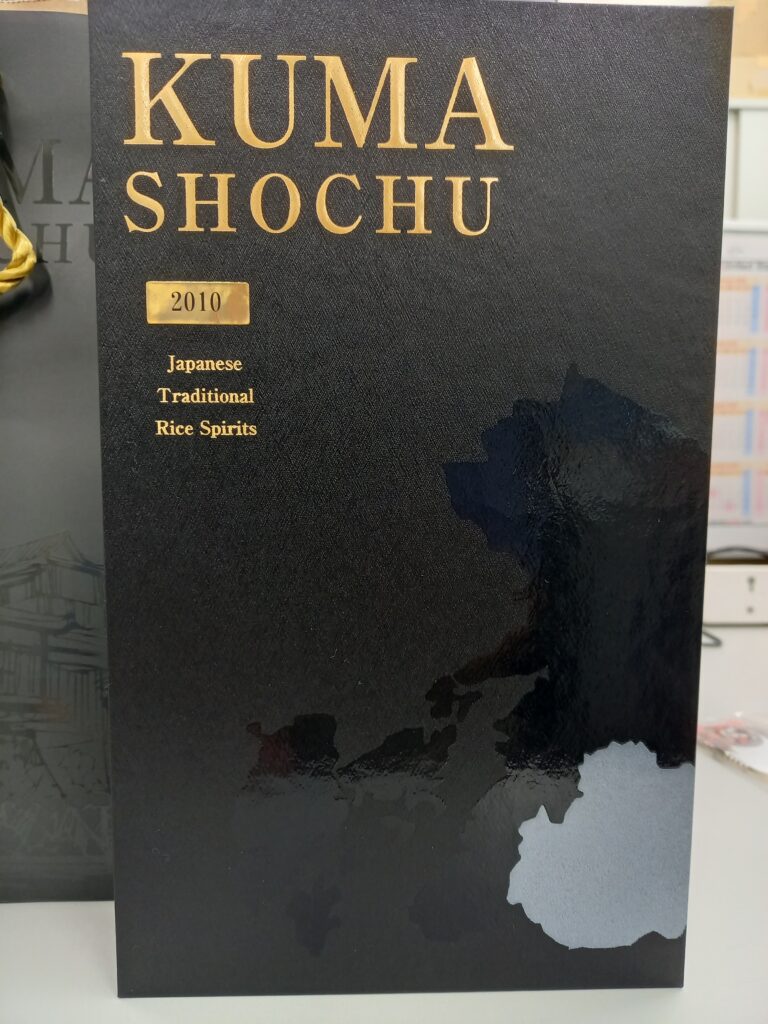 KUMA
SHOCHU
2010
Japanese
Traditional
Rice Spirits